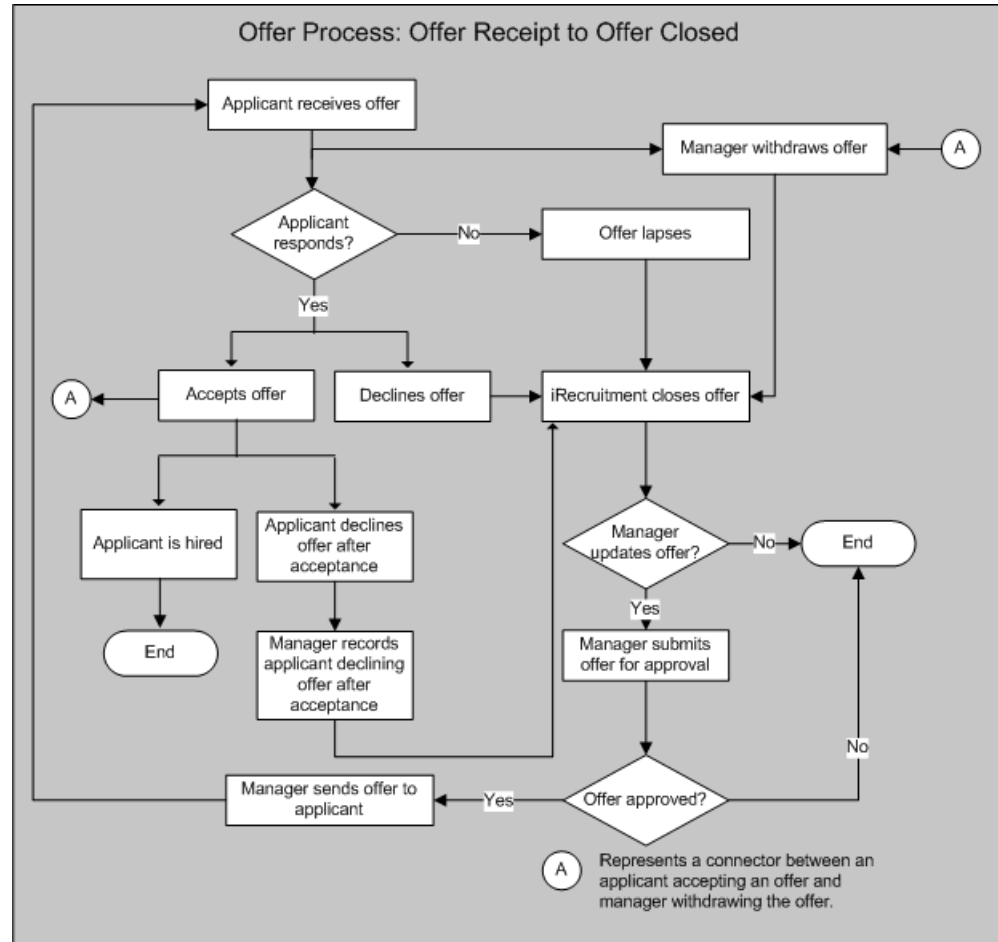 Offer Process: Offer Receipt to Offer Closed
Applicant receives offer
Manager withdraws offer
A
Applicant
responds?
No
Offer lapses
Yes
A
Accepts offer
Declines offer
iRecruitment closes offer
Applicant is hired
Applicant declines
offer after
acceptance
Manager
updates offer?
No
End
Yes
End
Manager records
applicant declining
offer after
acceptance
Manager submits
offer for approval
No
Manager sends offer to
applicant
Yes
Offer approved?
A
Represents a connector between an
applicant accepting an offer and
manager withdrawing the offer.